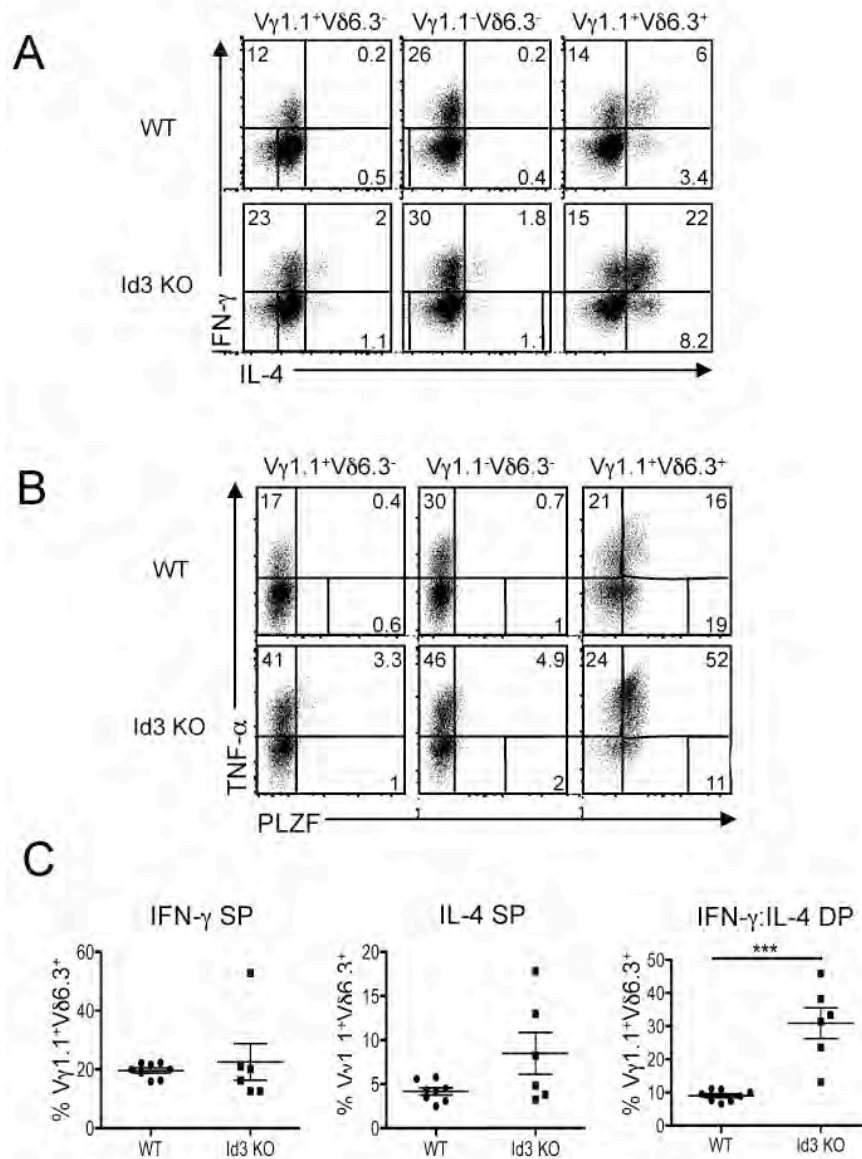 A
Vγ1.1⁺Vδ6.3⁻ Vγ1.1⁻Vδ6.3⁻ Vγ1.1⁺Vδ6.3⁺
WT
12 0.2 26 0.2 14 6
0.5 0.4 3.4
Id3 KO
23 2 30 1.8 15 22
1.1 1.1 8.2
IFN-γ
IL-4
B
Vγ1.1⁺Vδ6.3⁻ Vγ1.1⁻Vδ6.3⁻ Vγ1.1⁺Vδ6.3⁺
WT
17 0.4 30 0.7 21 16
0.6 1 19
Id3 KO
41 3.3 46 4.9 24 52
1 2 11
TNF-α
PLZF
C
IFN-γ SP
% Vγ1.1⁺Vδ6.3⁺
60
40
20
0
WT Id3 KO
IL-4 SP
% Vγ1.1⁺Vδ6.3⁺
20
15
10
5
0
WT Id3 KO
IFN-γ:IL-4 DP
% Vγ1.1⁺Vδ6.3⁺
50
40
30
20
10
0
***
WT Id3 KO